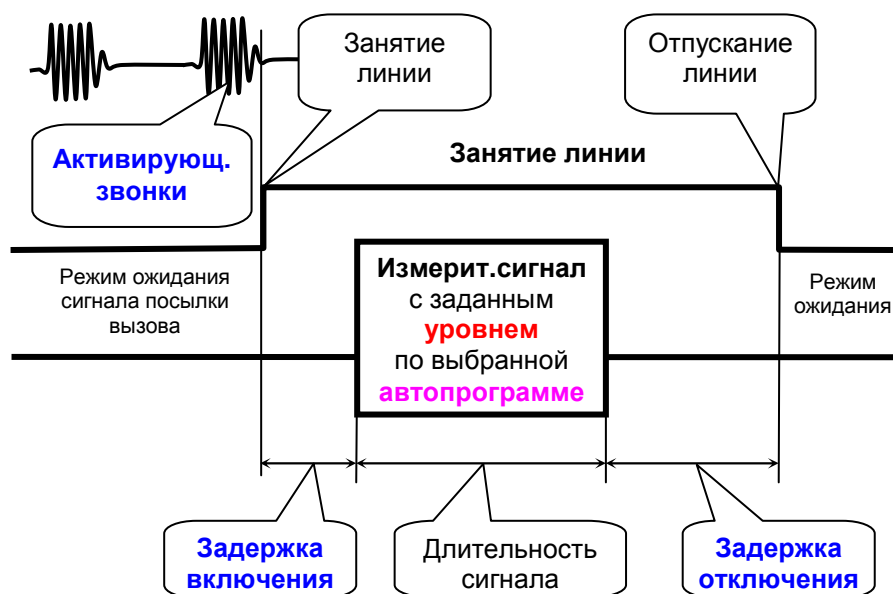 Занятие
линии
Отпускание
линии
Активирующ.
звонки
Занятие линии
Режим ожидания
сигнала посылки
вызова
Измерит.сигнал
с заданным
уровнем
по выбранной
автопрограмме
Режим
ожидания
Задержка
включения
Длительность
сигнала
Задержка
отключения